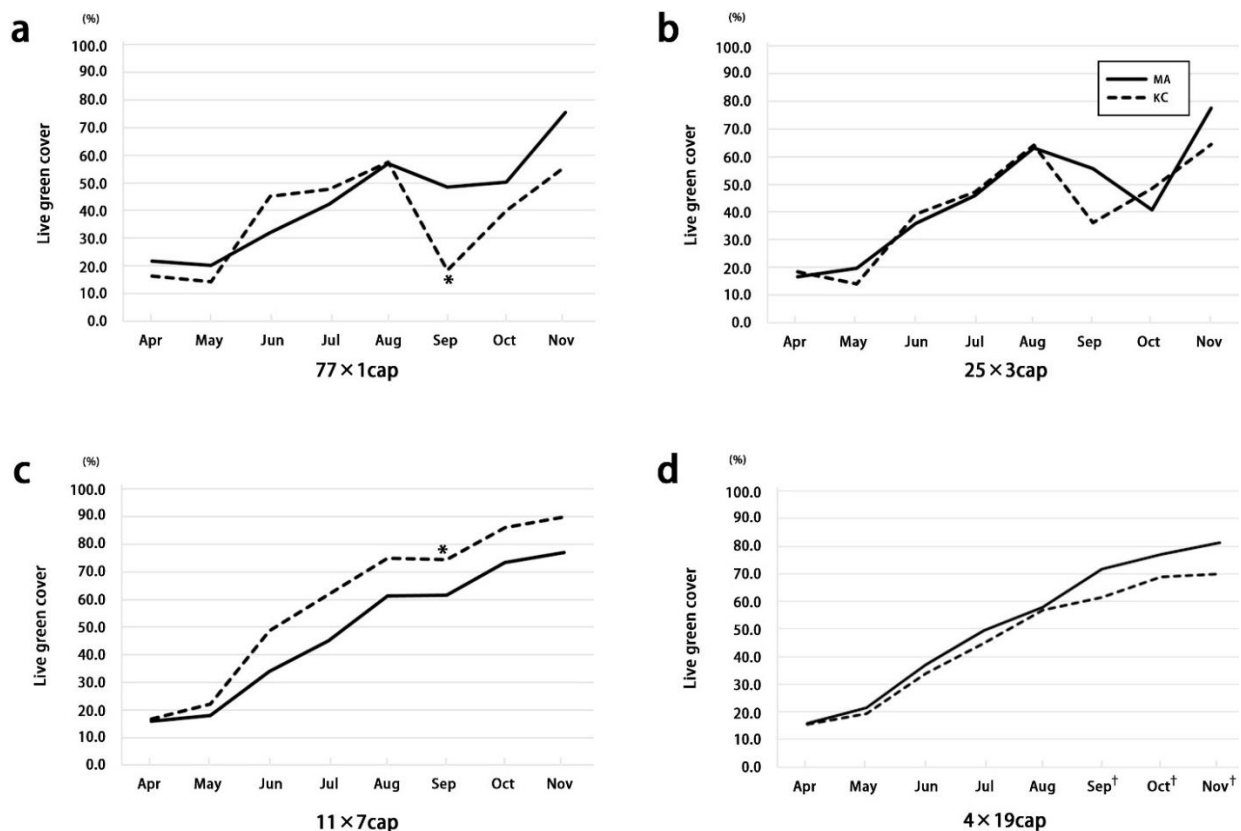 a
(%)
Live green cover
100.0
90.0
80.0
70.0
60.0
50.0
40.0
30.0
20.0
10.0
0.0
*
Apr May Jun Jul Aug Sep Oct Nov
77×1cap
b
(%)
Live green cover
100.0
90.0
80.0
70.0
60.0
50.0
40.0
30.0
20.0
10.0
0.0
MA
KC
Apr May Jun Jul Aug Sep Oct Nov
25×3cap
c
(%)
Live green cover
100.0
90.0
80.0
70.0
60.0
50.0
40.0
30.0
20.0
10.0
0.0
*
Apr May Jun Jul Aug Sep Oct Nov
11×7cap
d
(%)
Live green cover
100.0
90.0
80.0
70.0
60.0
50.0
40.0
30.0
20.0
10.0
0.0
Apr May Jun Jul Aug Sep† Oct† Nov†
4×19cap